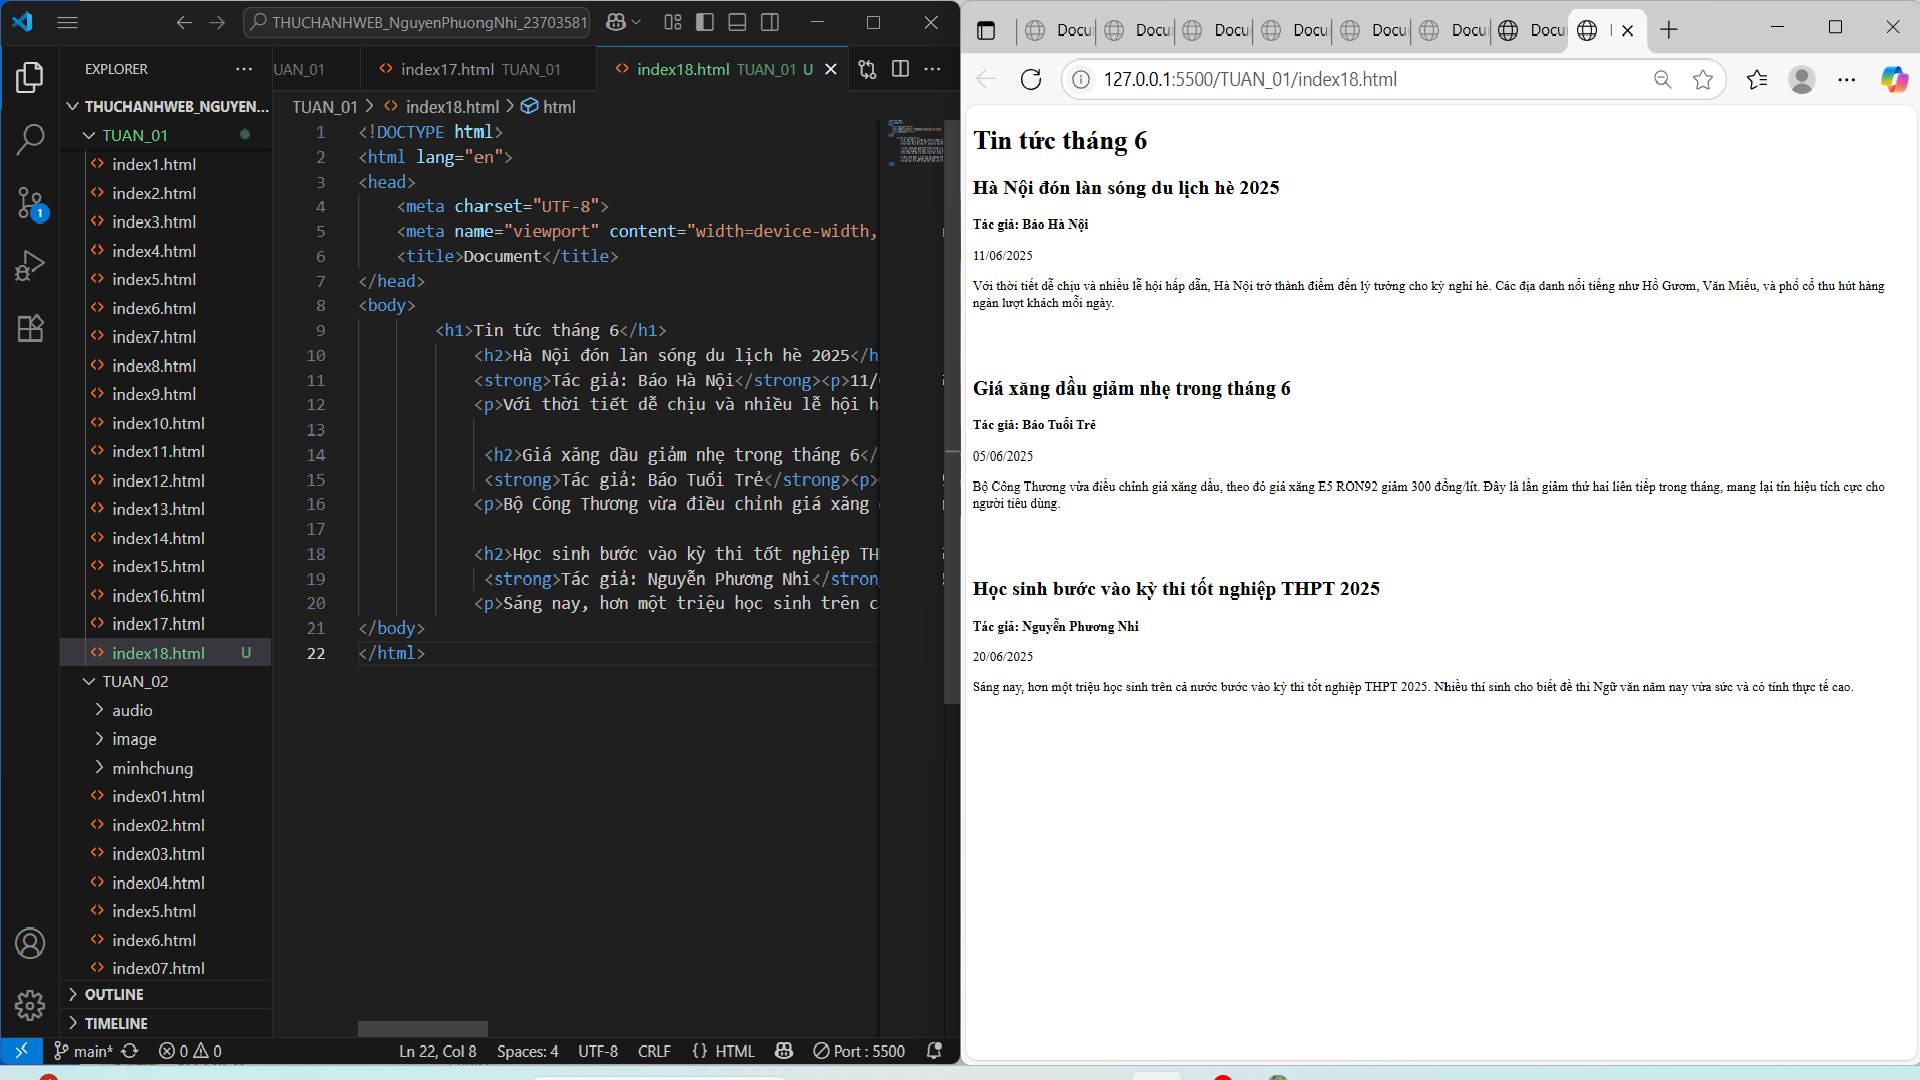 THUCHANHWEB_NguyenPhuongNhi_23703581
EXPLORER
UAN_01
index17.html TUAN_01
index18.html TUAN_01 U
THUCHANHWEB_NGUYEN...
TUAN_01
index1.html
index2.html
index3.html
index4.html
index5.html
index6.html
index7.html
index8.html
index9.html
index10.html
index11.html
index12.html
index13.html
index14.html
index15.html
index16.html
index17.html
index18.html U
TUAN_02
audio
image
minhchung
index01.html
index02.html
index03.html
index04.html
index5.html
index6.html
index07.html
OUTLINE
TIMELINE
1
TUAN_01 > index18.html > html
1 <!DOCTYPE html>
2 <html lang="en">
3 <head>
4 <meta charset="UTF-8">
5 <meta name="viewport" content="width=device-width,
6 <title>Document</title>
7 </head>
8 <body>
9 <h1>Tin tức tháng 6</h1>
10 <h2>Hà Nội đón làn sóng du lịch hè 2025</h
11 <strong>Tác giả: Báo Hà Nội</strong><p>11/
12 <p>Với thời tiết dễ chịu và nhiều lễ hội h
13
14 <h2>Giá xăng dầu giảm nhẹ trong tháng 6</
15 <strong>Tác giả: Báo Tuổi Trẻ</strong><p>
16 <p>Bộ Công Thương vừa điều chỉnh giá xăng
17
18 <h2>Học sinh bước vào kỳ thi tốt nghiệp TH
19 <strong>Tác giả: Nguyễn Phương Nhi</stron
20 <p>Sáng nay, hơn một triệu học sinh trên c
21 </body>
22 </html>
main* 0 0 Ln 22, Col 8 Spaces: 4 UTF-8 CRLF {} HTML Port : 5500
Docu Docu Docu Docu Docu Docu Docu
127.0.0.1:5500/TUAN_01/index18.html
Tin tức tháng 6
Hà Nội đón làn sóng du lịch hè 2025
Tác giả: Báo Hà Nội
11/06/2025
Với thời tiết dễ chịu và nhiều lễ hội hấp dẫn, Hà Nội trở thành điểm đến lý tưởng cho kỳ nghỉ hè. Các địa danh nổi tiếng như Hồ Gươm, Văn Miếu, và phố cổ thu hút hàng
ngàn lượt khách mỗi ngày.
Giá xăng dầu giảm nhẹ trong tháng 6
Tác giả: Báo Tuổi Trẻ
05/06/2025
Bộ Công Thương vừa điều chỉnh giá xăng dầu, theo đó giá xăng E5 RON92 giảm 300 đồng/lít. Đây là lần giảm thứ hai liên tiếp trong tháng, mang lại tín hiệu tích cực cho
người tiêu dùng.
Học sinh bước vào kỳ thi tốt nghiệp THPT 2025
Tác giả: Nguyễn Phương Nhi
20/06/2025
Sáng nay, hơn một triệu học sinh trên cả nước bước vào kỳ thi tốt nghiệp THPT 2025. Nhiều thí sinh cho biết đề thi Ngữ văn năm nay vừa sức và có tính thực tế cao.